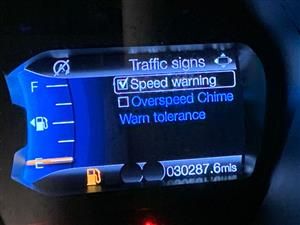 Traffic signs
F
Speed warning
Overspeed Chime
Warn tolerance
E
030287.6mls